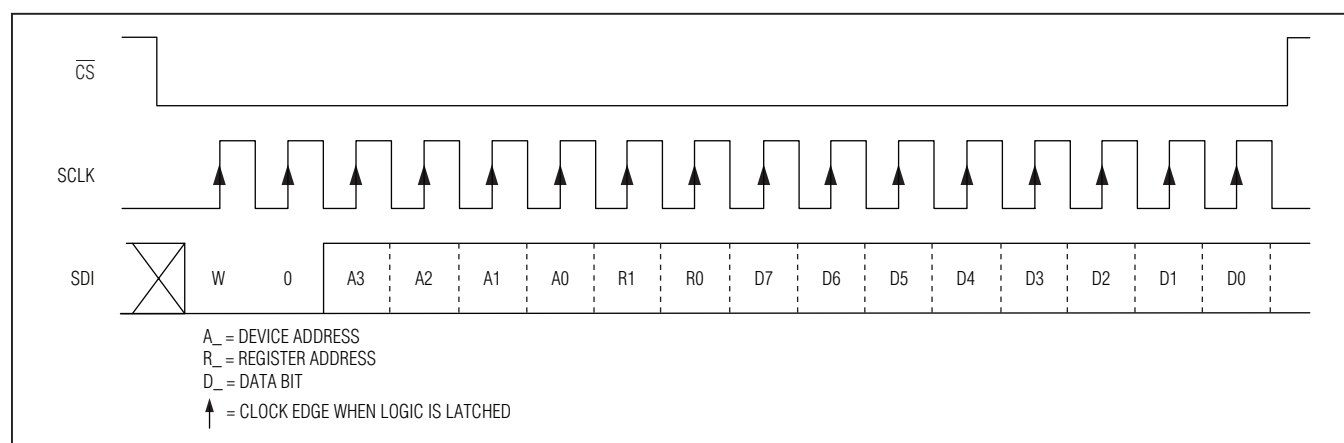 C̅S̅
SCLK
SDI W 0 A3 A2 A1 A0 R1 R0 D7 D6 D5 D4 D3 D2 D1 D0
A_ = DEVICE ADDRESS
R_ = REGISTER ADDRESS
D_ = DATA BIT
= CLOCK EDGE WHEN LOGIC IS LATCHED